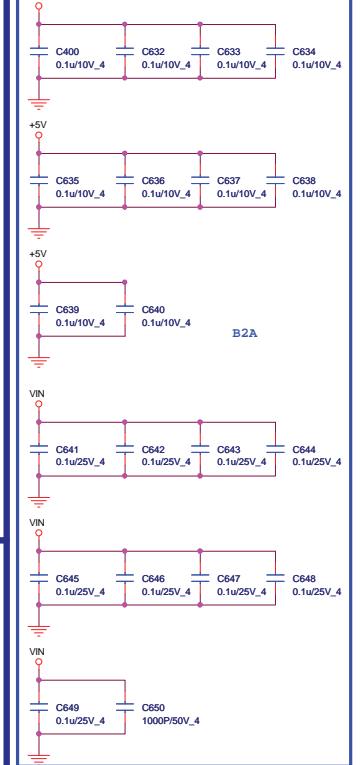 C400 C632 C633 C634
0.1u/10V_4 0.1u/10V_4 0.1u/10V_4 0.1u/10V_4
+5V
C635 C636 C637 C638
0.1u/10V_4 0.1u/10V_4 0.1u/10V_4 0.1u/10V_4
+5V
C639 C640
0.1u/10V_4 0.1u/10V_4
B2A
VIN
C641 C642 C643 C644
0.1u/25V_4 0.1u/25V_4 0.1u/25V_4 0.1u/25V_4
VIN
C645 C646 C647 C648
0.1u/25V_4 0.1u/25V_4 0.1u/25V_4 0.1u/25V_4
VIN
C649 C650
0.1u/25V_4 1000P/50V_4